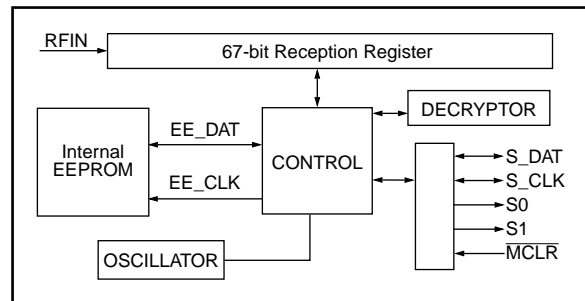 RFIN
67-bit Reception Register
DECRYPTOR
EE_DAT
Internal
EEPROM
CONTROL
EE_CLK
S_DAT
S_CLK
S0
S1
MCLR
OSCILLATOR